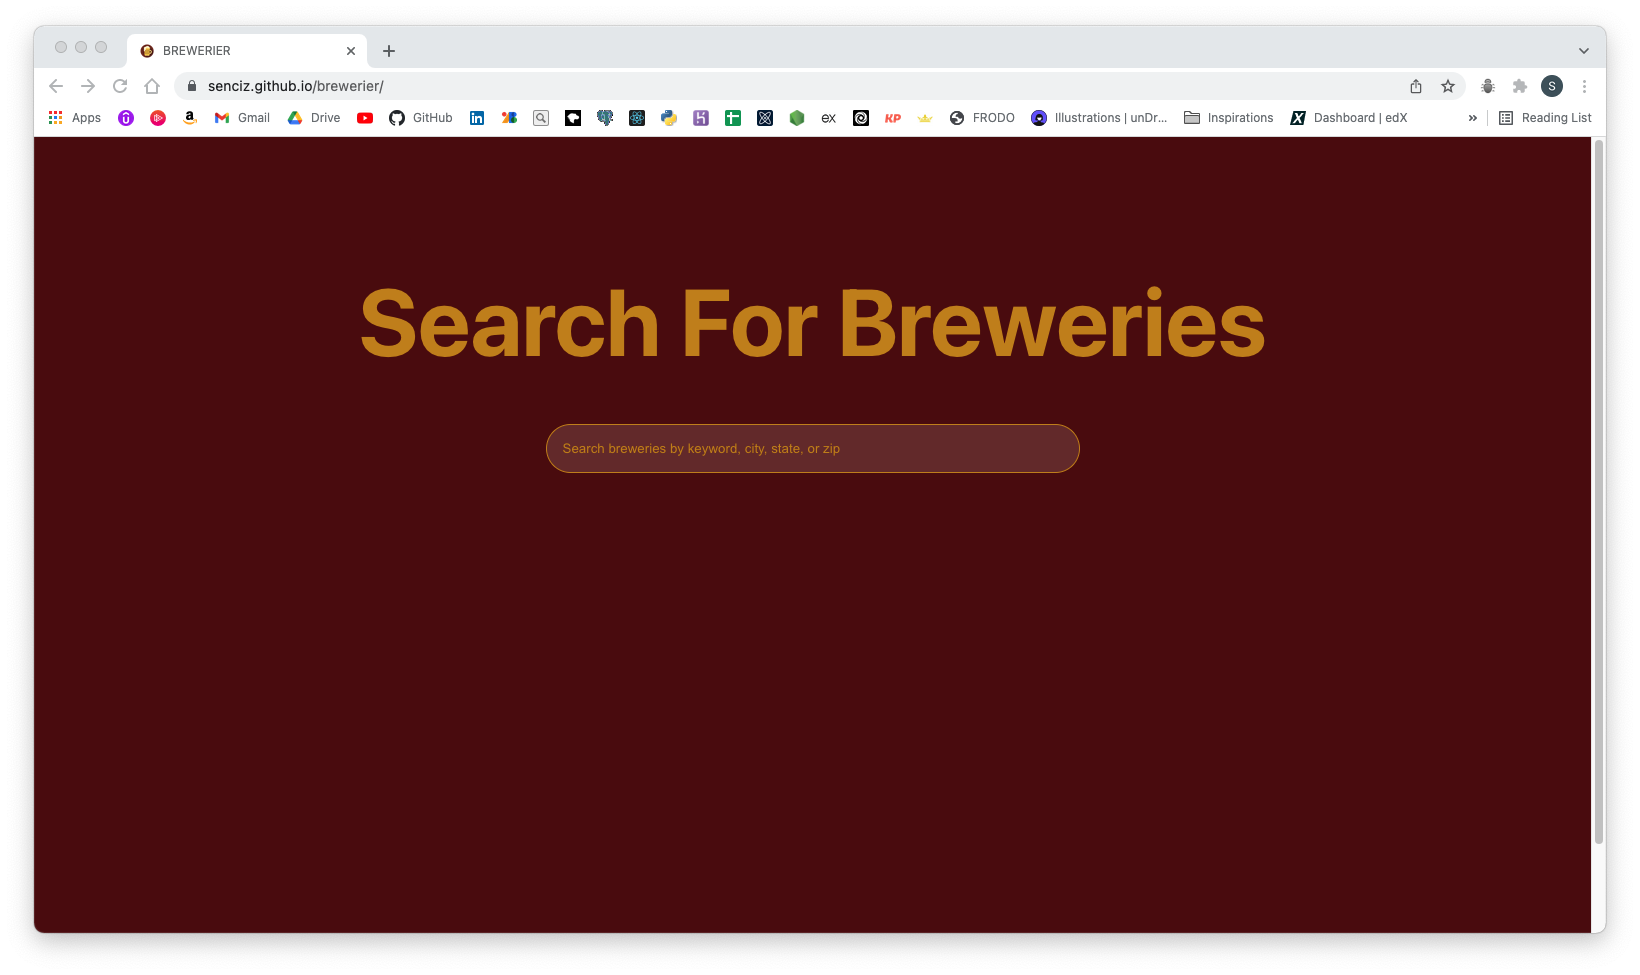 BREWERIER
senciz.github.io/brewerier/
S
Apps Gmail Drive GitHub in ex KP FRODO Illustrations | unDr... Inspirations Dashboard | edX » Reading List
Search For Breweries
Search breweries by keyword, city, state, or zip